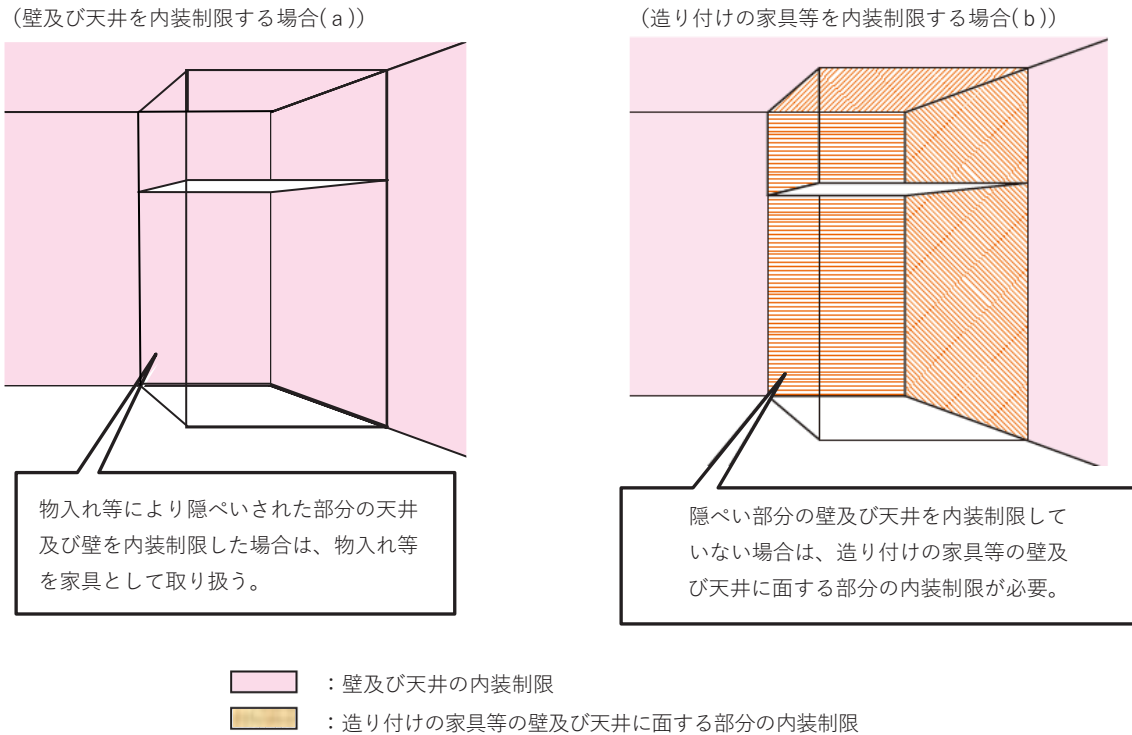 (壁及び天井を内装制限する場合(a))
(造り付けの家具等を内装制限する場合(b))
物入れ等により隠ぺいされた部分の天井
及び壁を内装制限した場合は、物入れ等
を家具として取り扱う。
隠ぺい部分の壁及び天井を内装制限して
いない場合は、造り付けの家具等の壁及
び天井に面する部分の内装制限が必要。
：壁及び天井の内装制限
：造り付けの家具等の壁及び天井に面する部分の内装制限